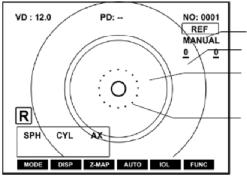 VD : 12.0 PD: -- NO: 0001
REF
MANUAL
0 0
R
SPH CYL AX
MODE DISP Z-MAP AUTO IOL FUNC